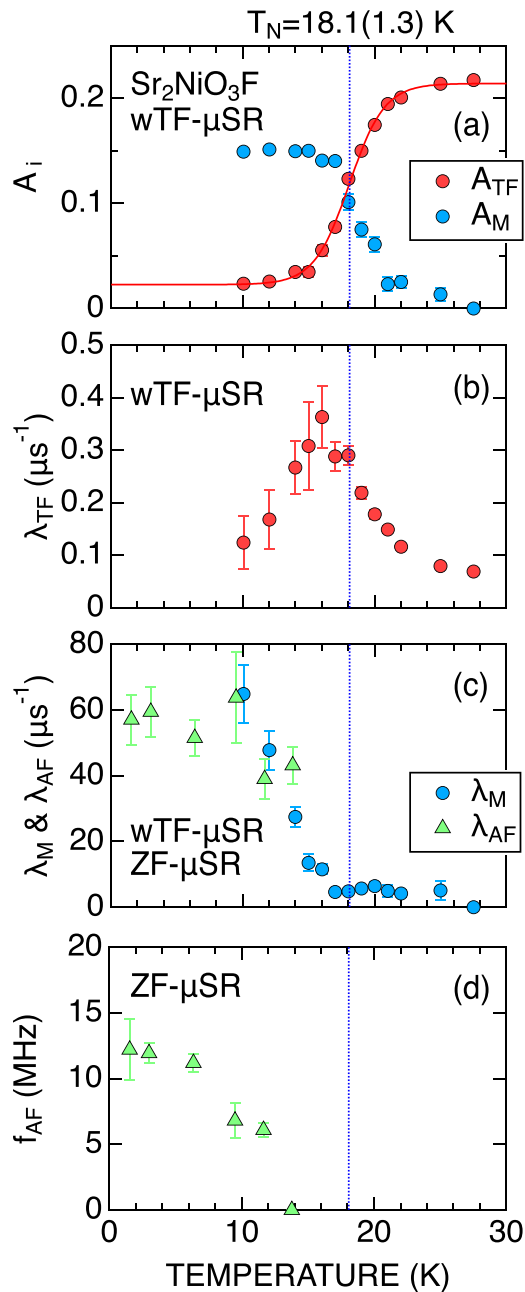 T_N=18.1(1.3) K
Sr₂NiO₃F
wTF-μSR
(a)
A_i
0.2
0.1
0
A_TF
A_M
wTF-μSR
(b)
λ_TF (μs⁻¹)
0.5
0.4
0.3
0.2
0.1
0
(c)
λ_M & λ_AF (μs⁻¹)
80
60
40
20
0
wTF-μSR
ZF-μSR
λ_M
λ_AF
ZF-μSR
(d)
f_AF (MHz)
20
15
10
5
0
0 10 20 30
TEMPERATURE (K)